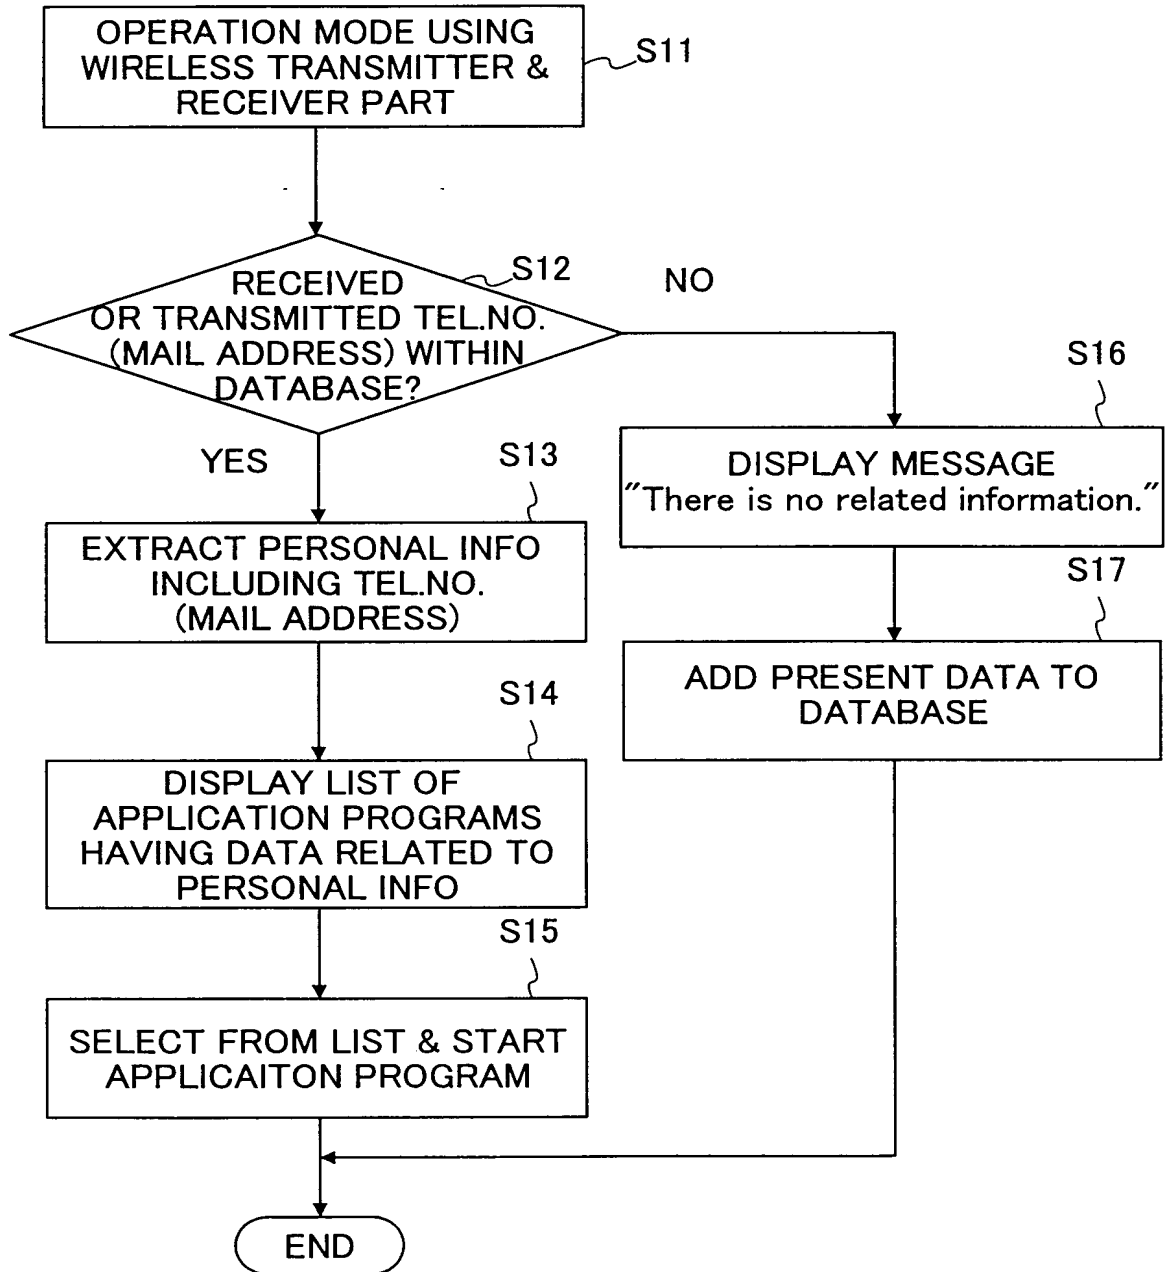 OPERATION MODE USING
WIRELESS TRANSMITTER &
RECEIVER PART
S11
RECEIVED
OR TRANSMITTED TEL.NO.
(MAIL ADDRESS) WITHIN
DATABASE?
S12
NO
YES
S13
EXTRACT PERSONAL INFO
INCLUDING TEL.NO.
(MAIL ADDRESS)
S14
DISPLAY LIST OF
APPLICATION PROGRAMS
HAVING DATA RELATED TO
PERSONAL INFO
S15
SELECT FROM LIST & START
APPLICAITON PROGRAM
S16
DISPLAY MESSAGE
"There is no related information."
S17
ADD PRESENT DATA TO
DATABASE
END